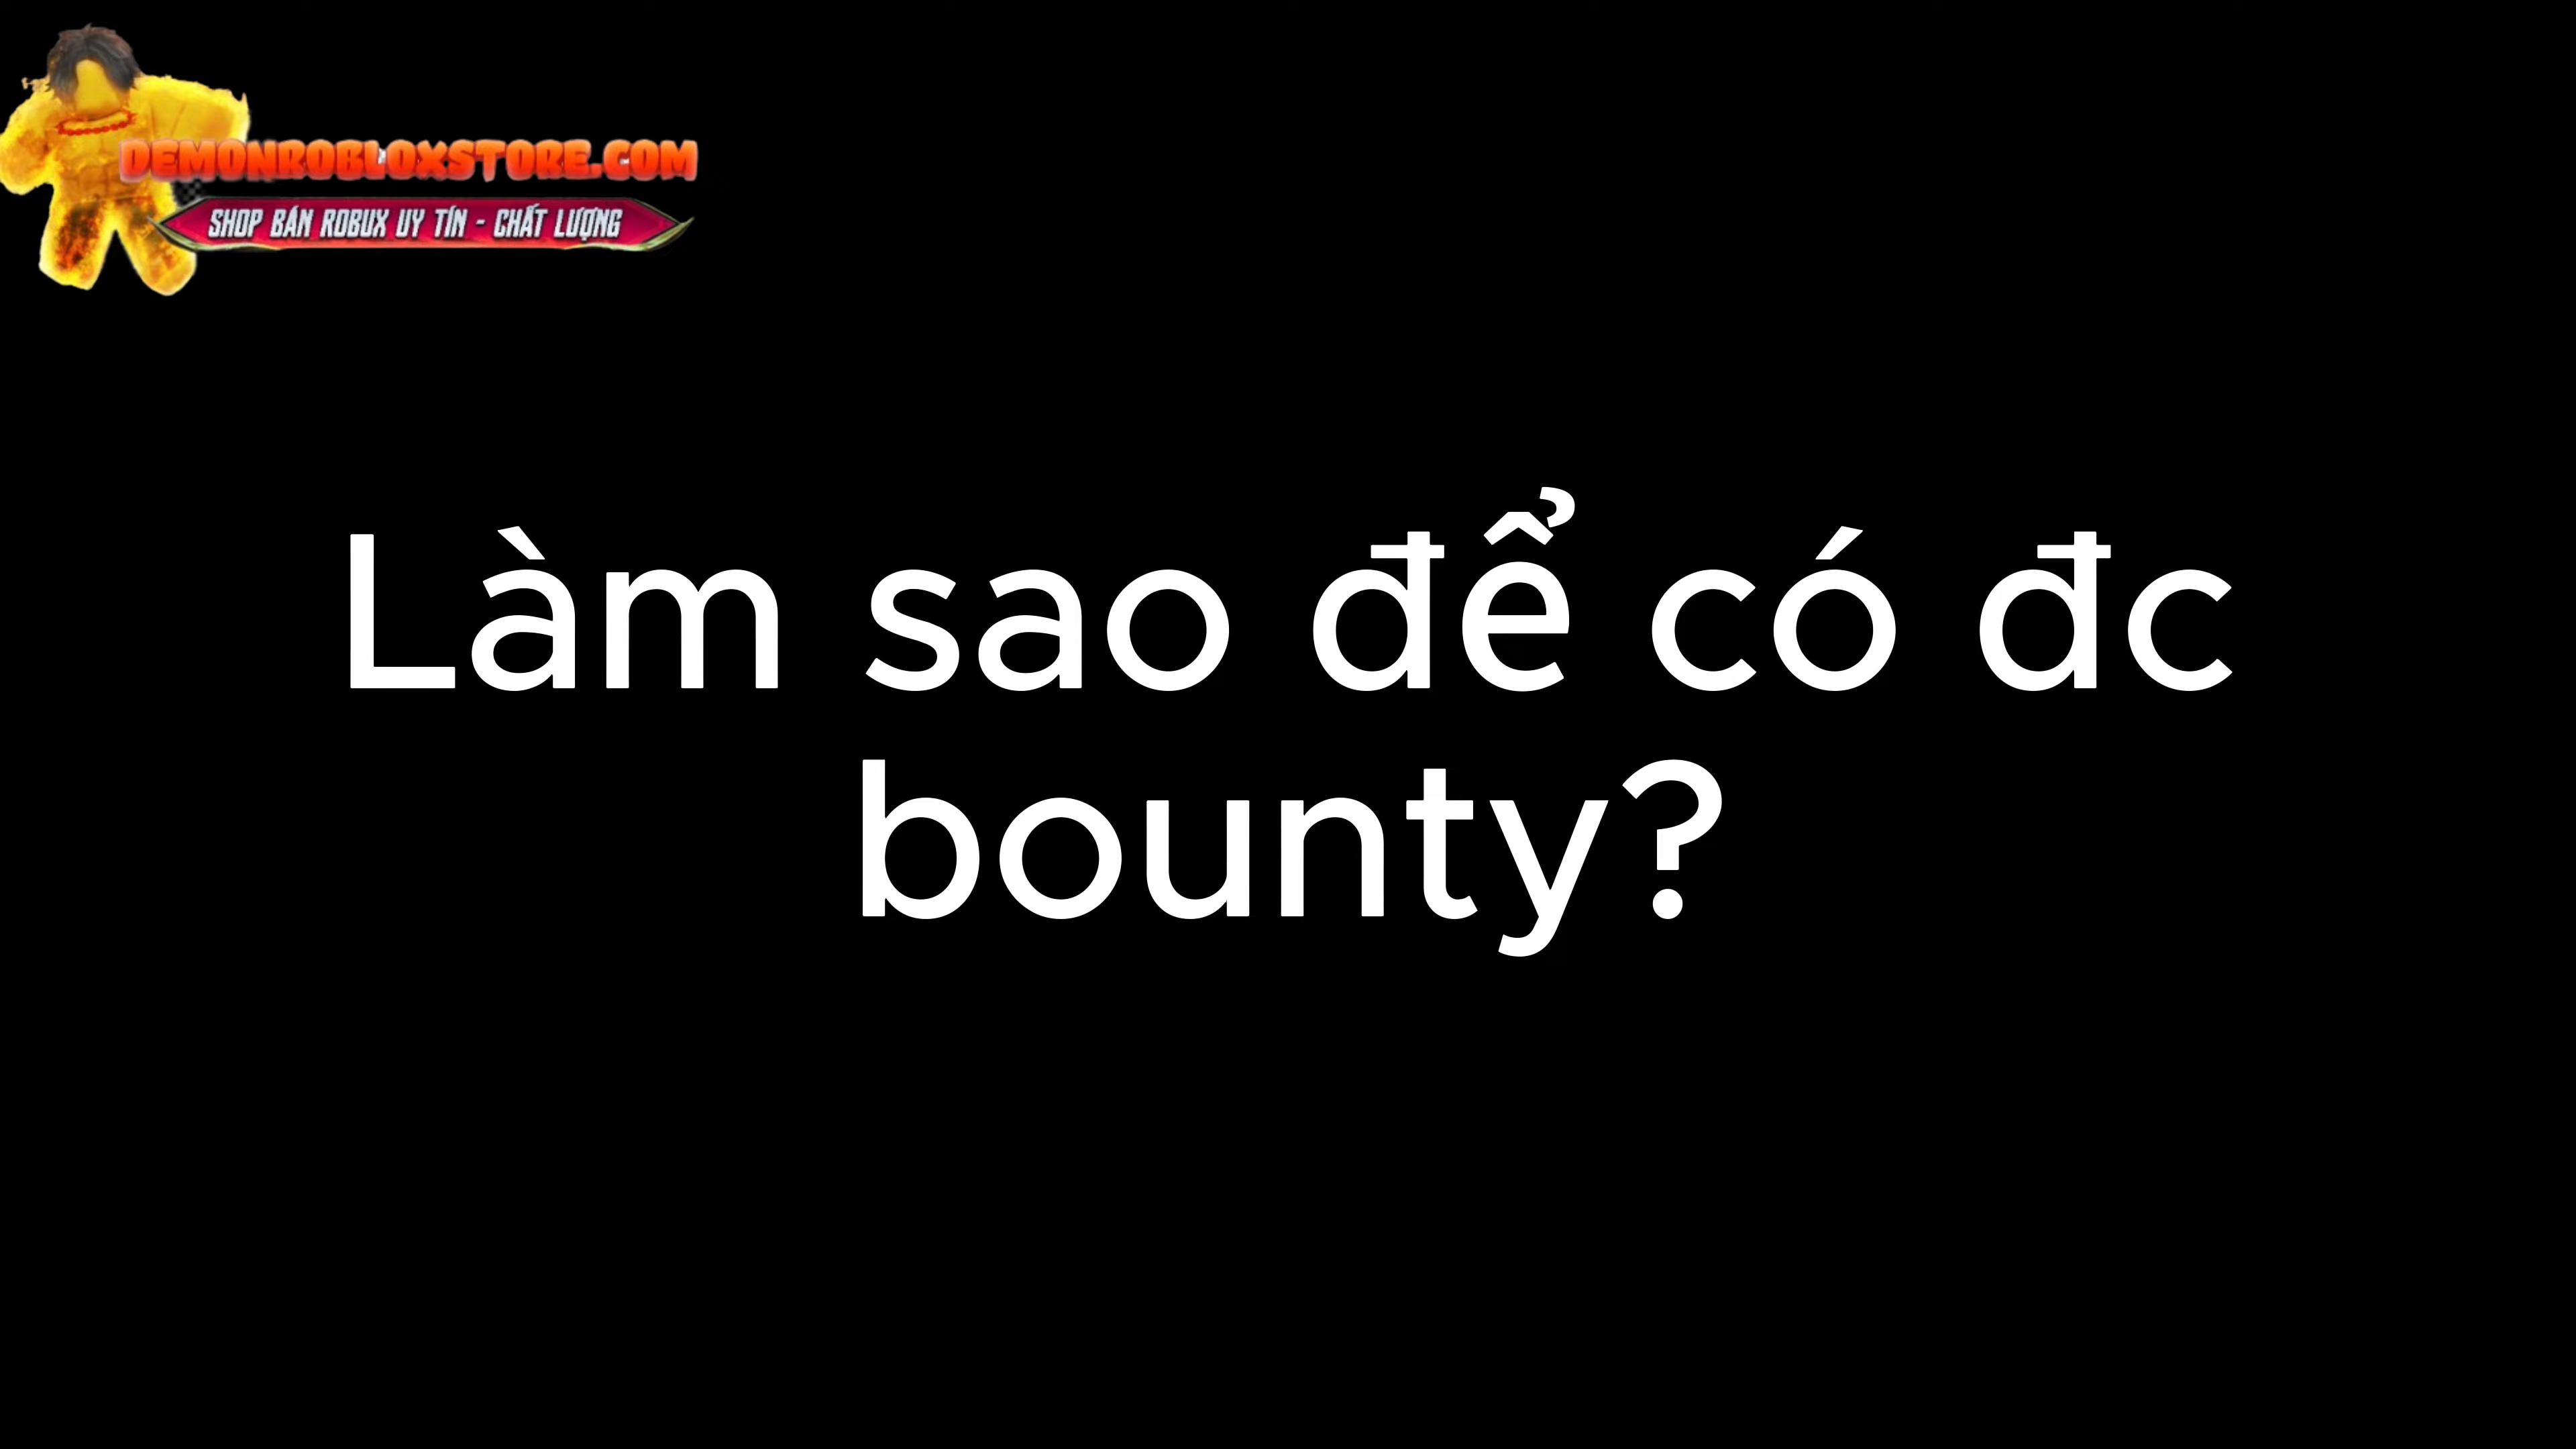 DEMONROBLOXSTORE.COM
SHOP BÁN ROBUX UY TÍN - CHẤT LƯỢNG
Làm sao để có đc
bounty?